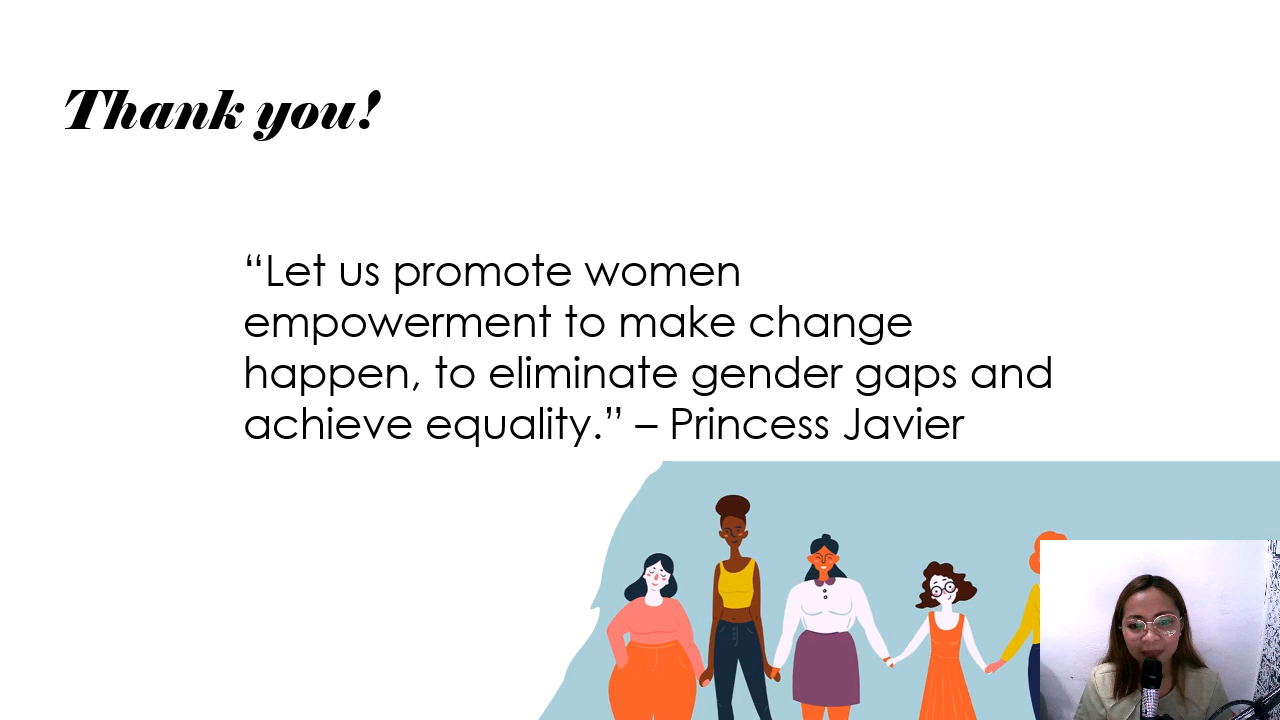 Thank you!
“Let us promote women
empowerment to make change
happen, to eliminate gender gaps and
achieve equality.” – Princess Javier